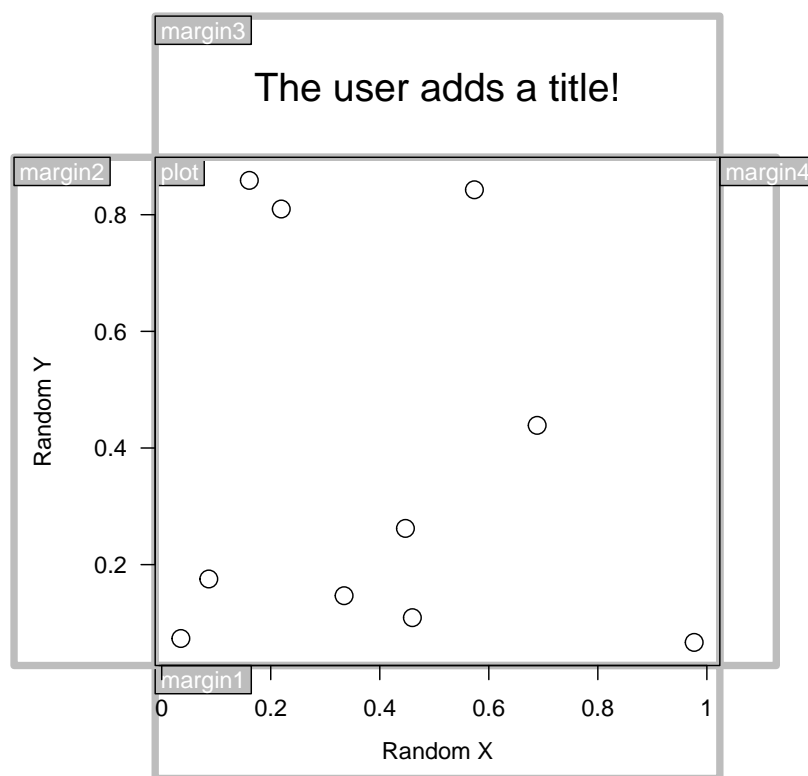 margin3
The user adds a title!
margin2
plot
margin4
0.8
0.6
Random Y
0.4
0.2
margin1
0 0.2 0.4 0.6 0.8 1
Random X